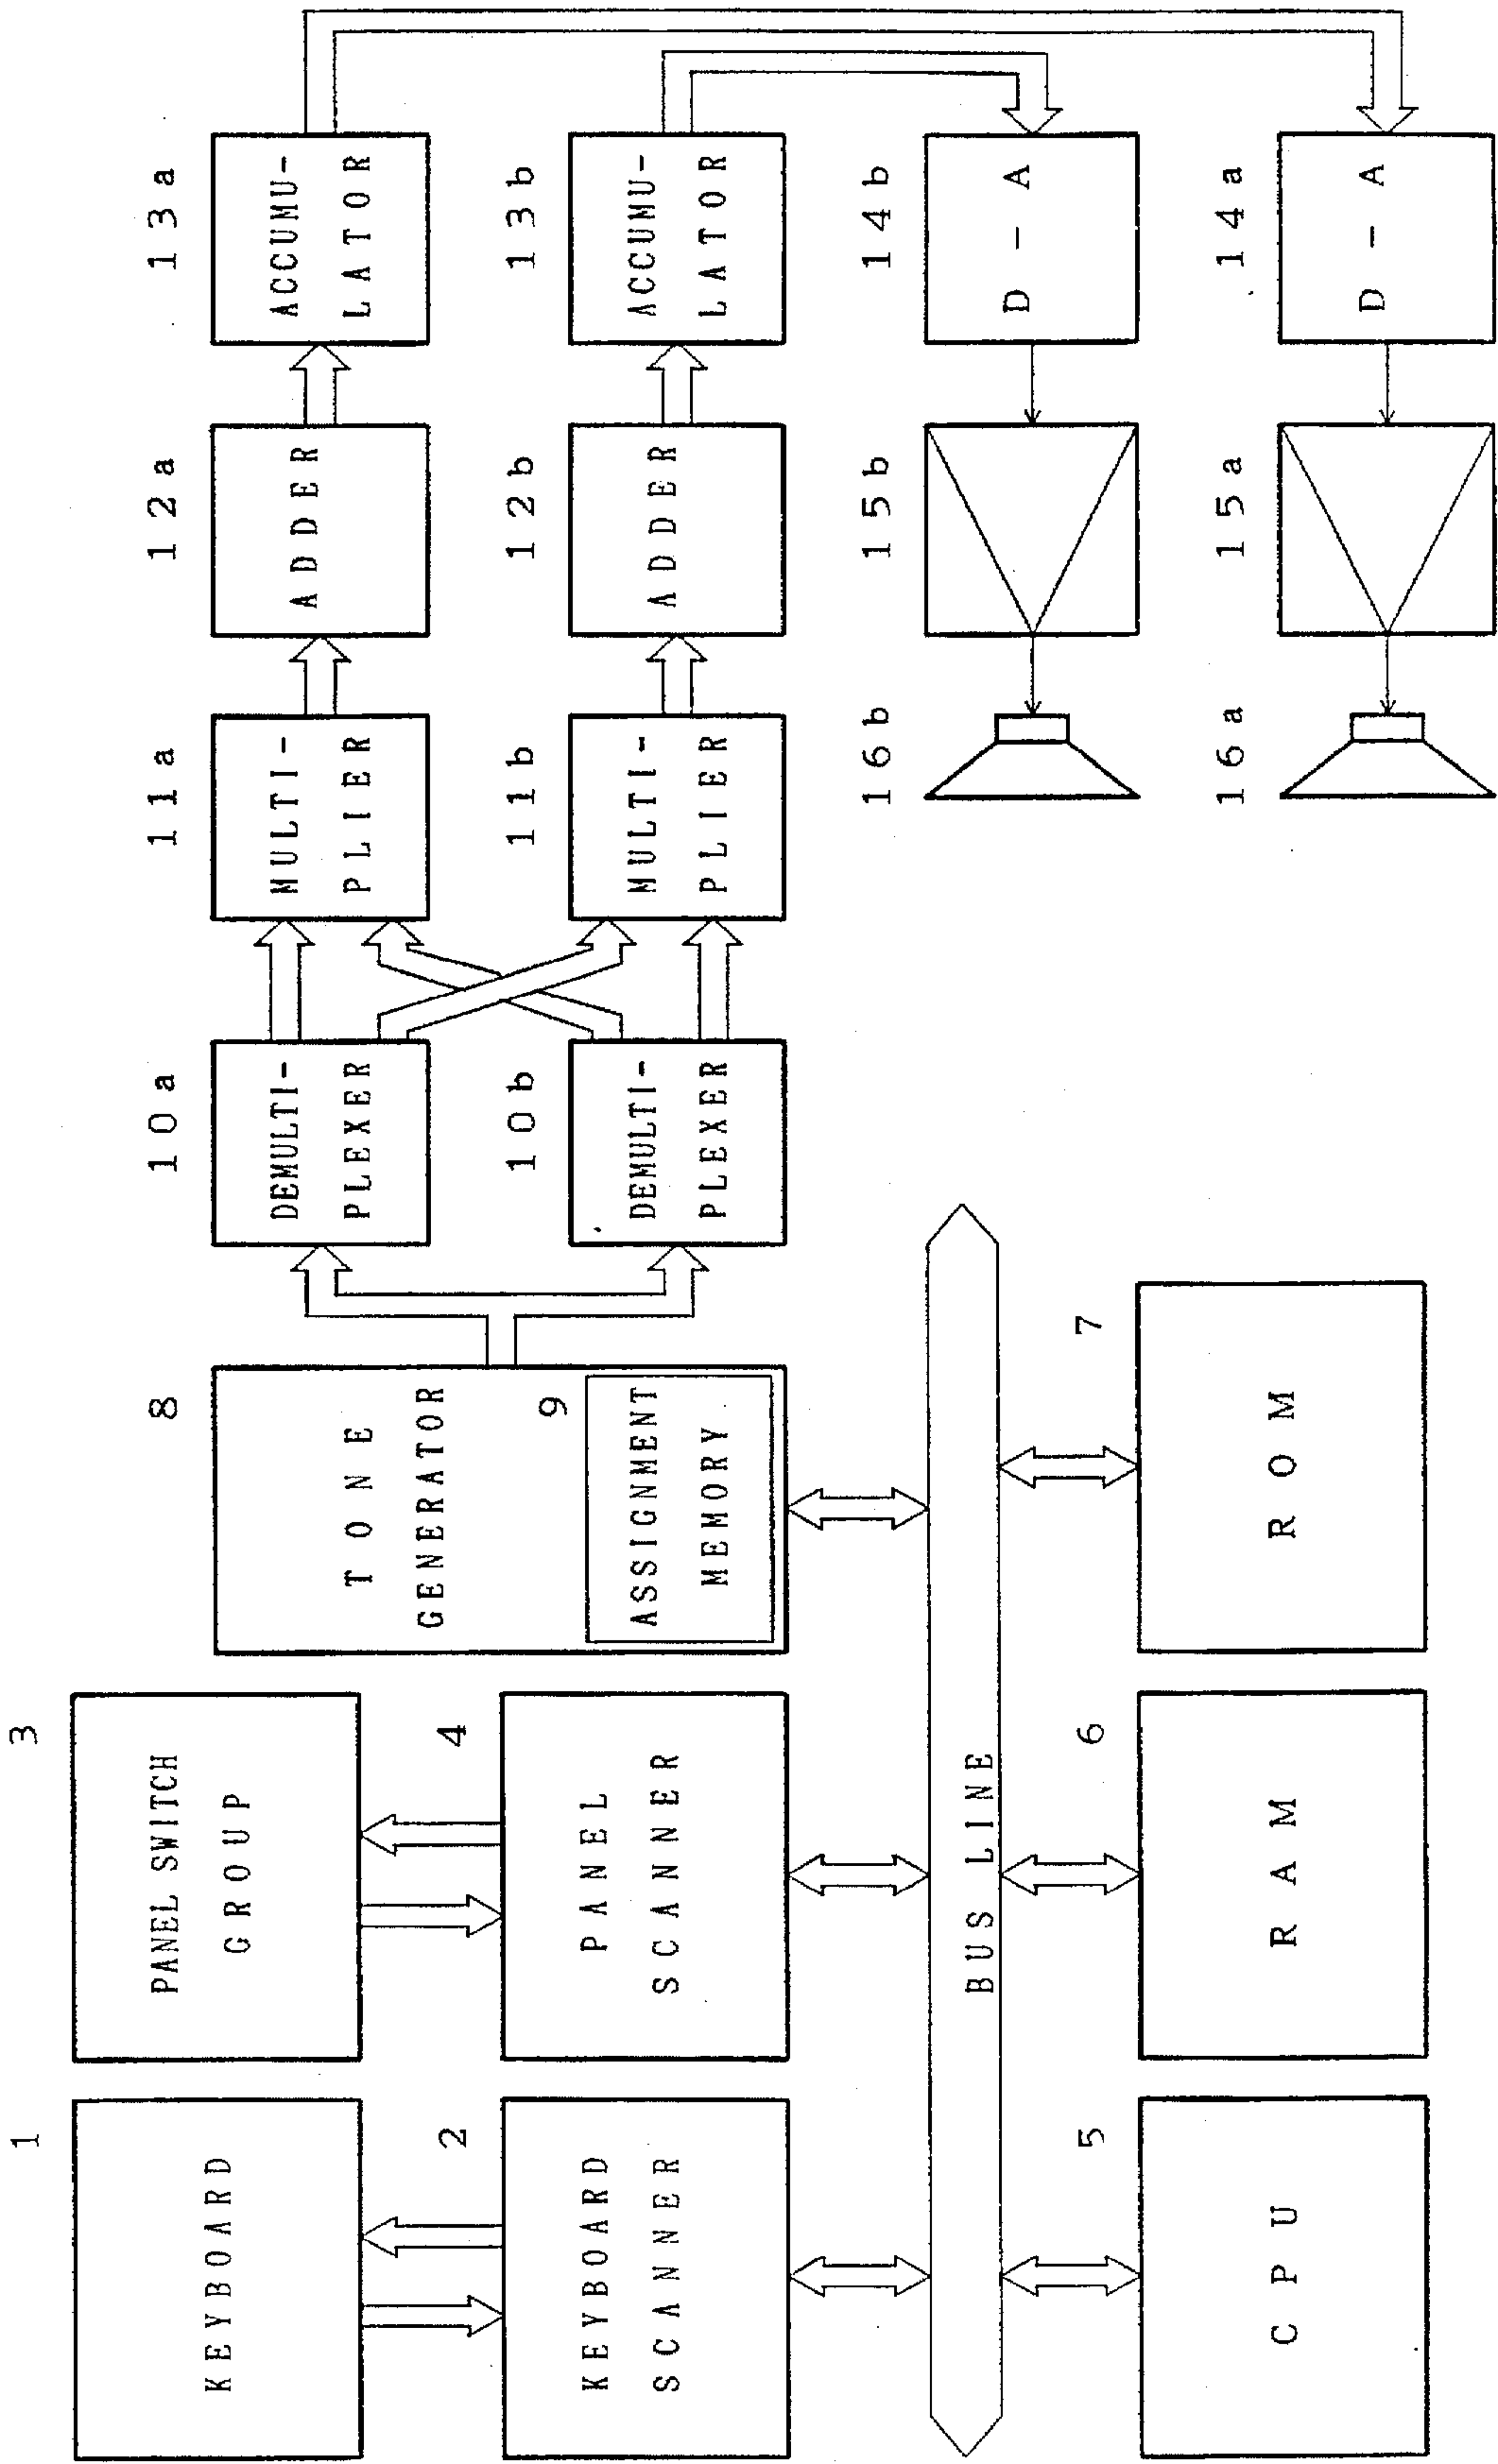 1
KEYBOARD
2
KEYBOARD
SCANNER
3
PANEL SWITCH
GROUP
4
PANEL
SCANNER
8
TONE
GENERATOR
9
ASSIGNMENT
MEMORY
BUS LINE
5
CPU
6
RAM
7
ROM
10a
DEMULTI-
PLEXER
10b
DEMULTI-
PLEXER
11a
MULTI-
PLIER
11b
MULTI-
PLIER
12a
ADDER
12b
ADDER
13a
ACCUMU-
LATOR
13b
ACCUMU-
LATOR
16b
15b
14b
D-A
16a
15a
14a
D-A